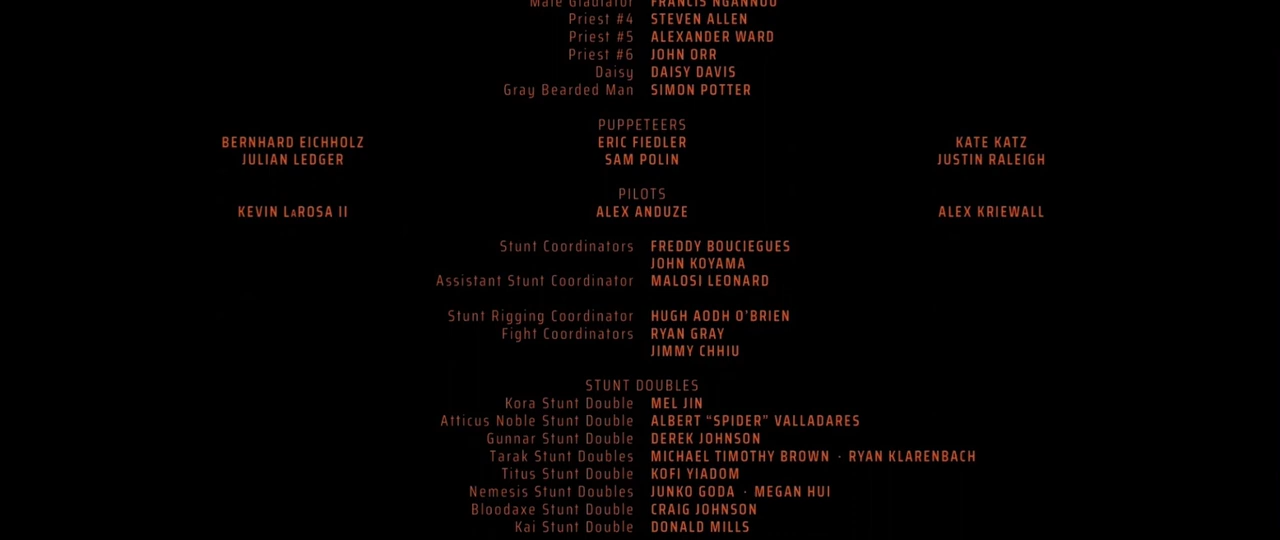 Male Gladiator FRANCIS NGANNOU
Priest #4 STEVEN ALLEN
Priest #5 ALEXANDER WARD
Priest #6 JOHN ORR
Daisy DAISY DAVIS
Gray Bearded Man SIMON POTTER
PUPPETEERS
BERNHARD EICHHOLZ ERIC FIEDLER KATE KATZ
JULIAN LEDGER SAM POLIN JUSTIN RALEIGH
PILOTS
KEVIN LaROSA II ALEX ANDUZE ALEX KRIEWALL
Stunt Coordinators FREDDY BOUCIEGUES
JOHN KOYAMA
Assistant Stunt Coordinator MALOSI LEONARD
Stunt Rigging Coordinator HUGH AODH O'BRIEN
Fight Coordinators RYAN GRAY
JIMMY CHHIU
STUNT DOUBLES
Kora Stunt Double MEL JIN
Atticus Noble Stunt Double ALBERT “SPIDER” VALLADARES
Gunnar Stunt Double DEREK JOHNSON
Tarak Stunt Doubles MICHAEL TIMOTHY BROWN · RYAN KLARENBACH
Titus Stunt Double KOFI YIADOM
Nemesis Stunt Doubles JUNKO GODA · MEGAN HUI
Bloodaxe Stunt Double CRAIG JOHNSON
Kai Stunt Double DONALD MILLS